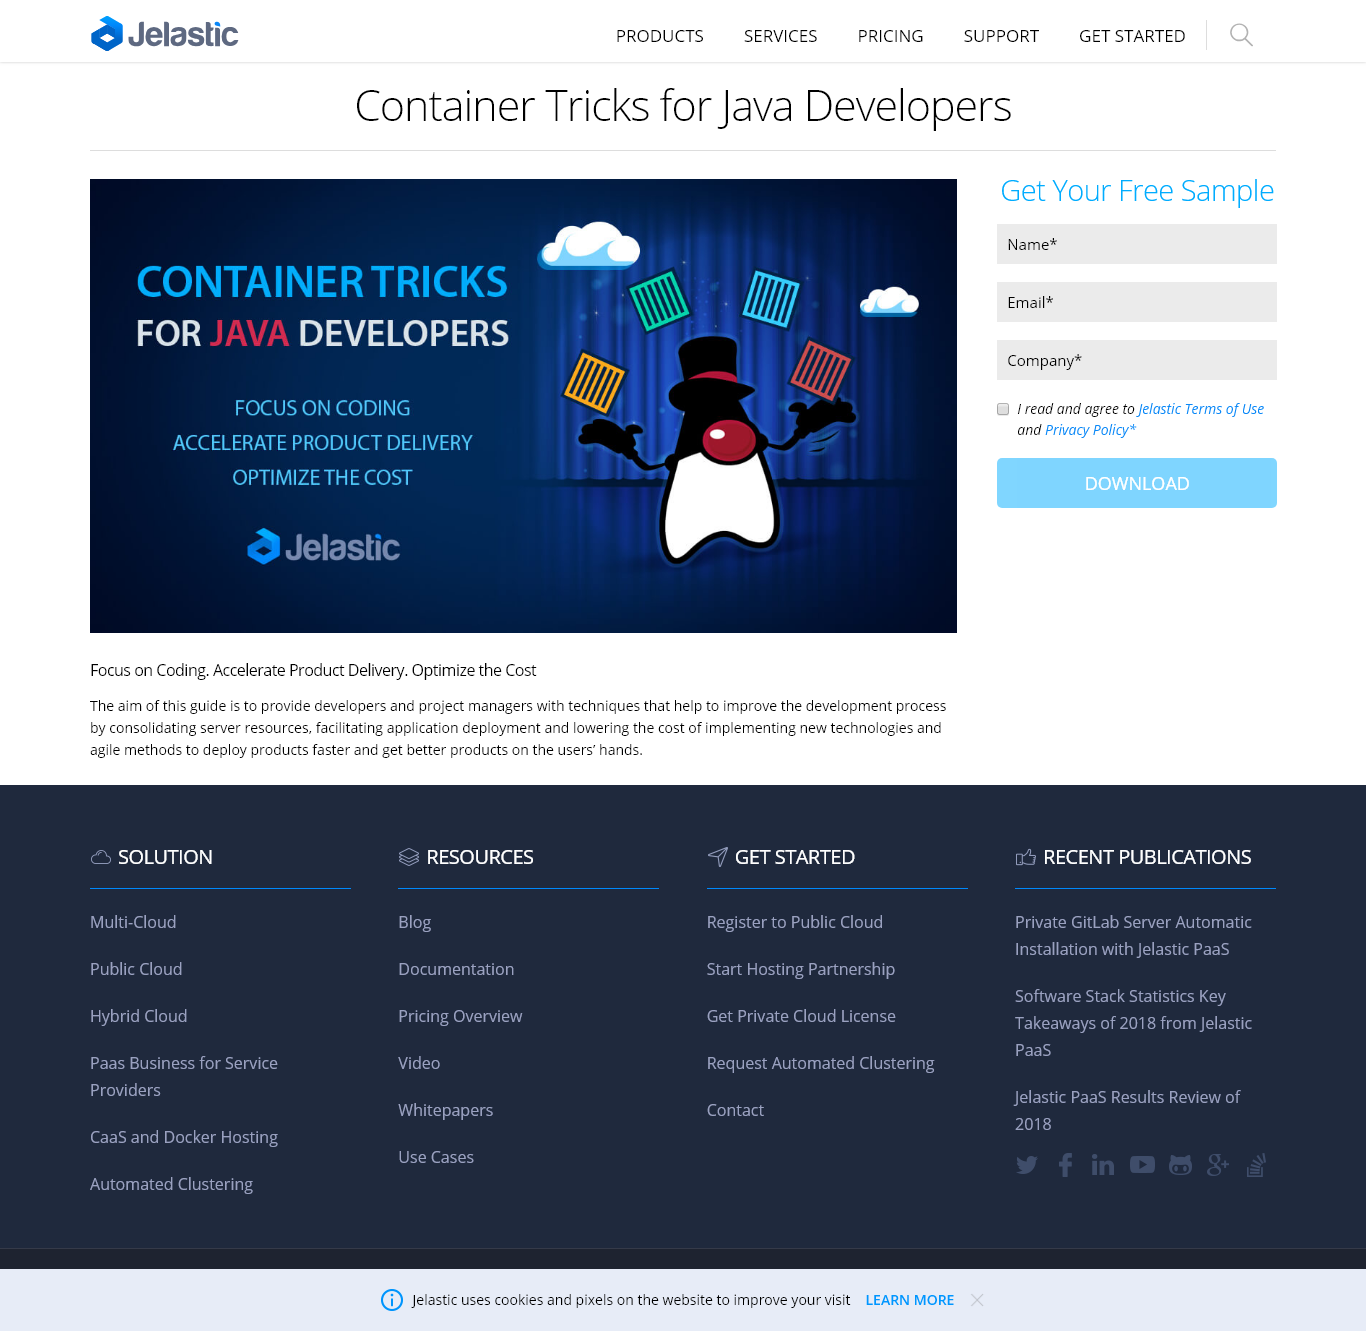 Jelastic
PRODUCTS
SERVICES
PRICING
SUPPORT
GET STARTED
Container Tricks for Java Developers
CONTAINER TRICKS
FOR JAVA DEVELOPERS
FOCUS ON CODING
ACCELERATE PRODUCT DELIVERY
OPTIMIZE THE COST
Jelastic
Get Your Free Sample
Name*
Email*
Company*
I read and agree to Jelastic Terms of Use
and Privacy Policy*
DOWNLOAD
Focus on Coding. Accelerate Product Delivery. Optimize the Cost
The aim of this guide is to provide developers and project managers with techniques that help to improve the development process
by consolidating server resources, facilitating application deployment and lowering the cost of implementing new technologies and
agile methods to deploy products faster and get better products on the users’ hands.
SOLUTION
Multi-Cloud
Public Cloud
Hybrid Cloud
Paas Business for Service
Providers
CaaS and Docker Hosting
Automated Clustering
RESOURCES
Blog
Documentation
Pricing Overview
Video
Whitepapers
Use Cases
GET STARTED
Register to Public Cloud
Start Hosting Partnership
Get Private Cloud License
Request Automated Clustering
Contact
RECENT PUBLICATIONS
Private GitLab Server Automatic
Installation with Jelastic PaaS
Software Stack Statistics Key
Takeaways of 2018 from Jelastic
PaaS
Jelastic PaaS Results Review of
2018
Jelastic uses cookies and pixels on the website to improve your visit LEARN MORE